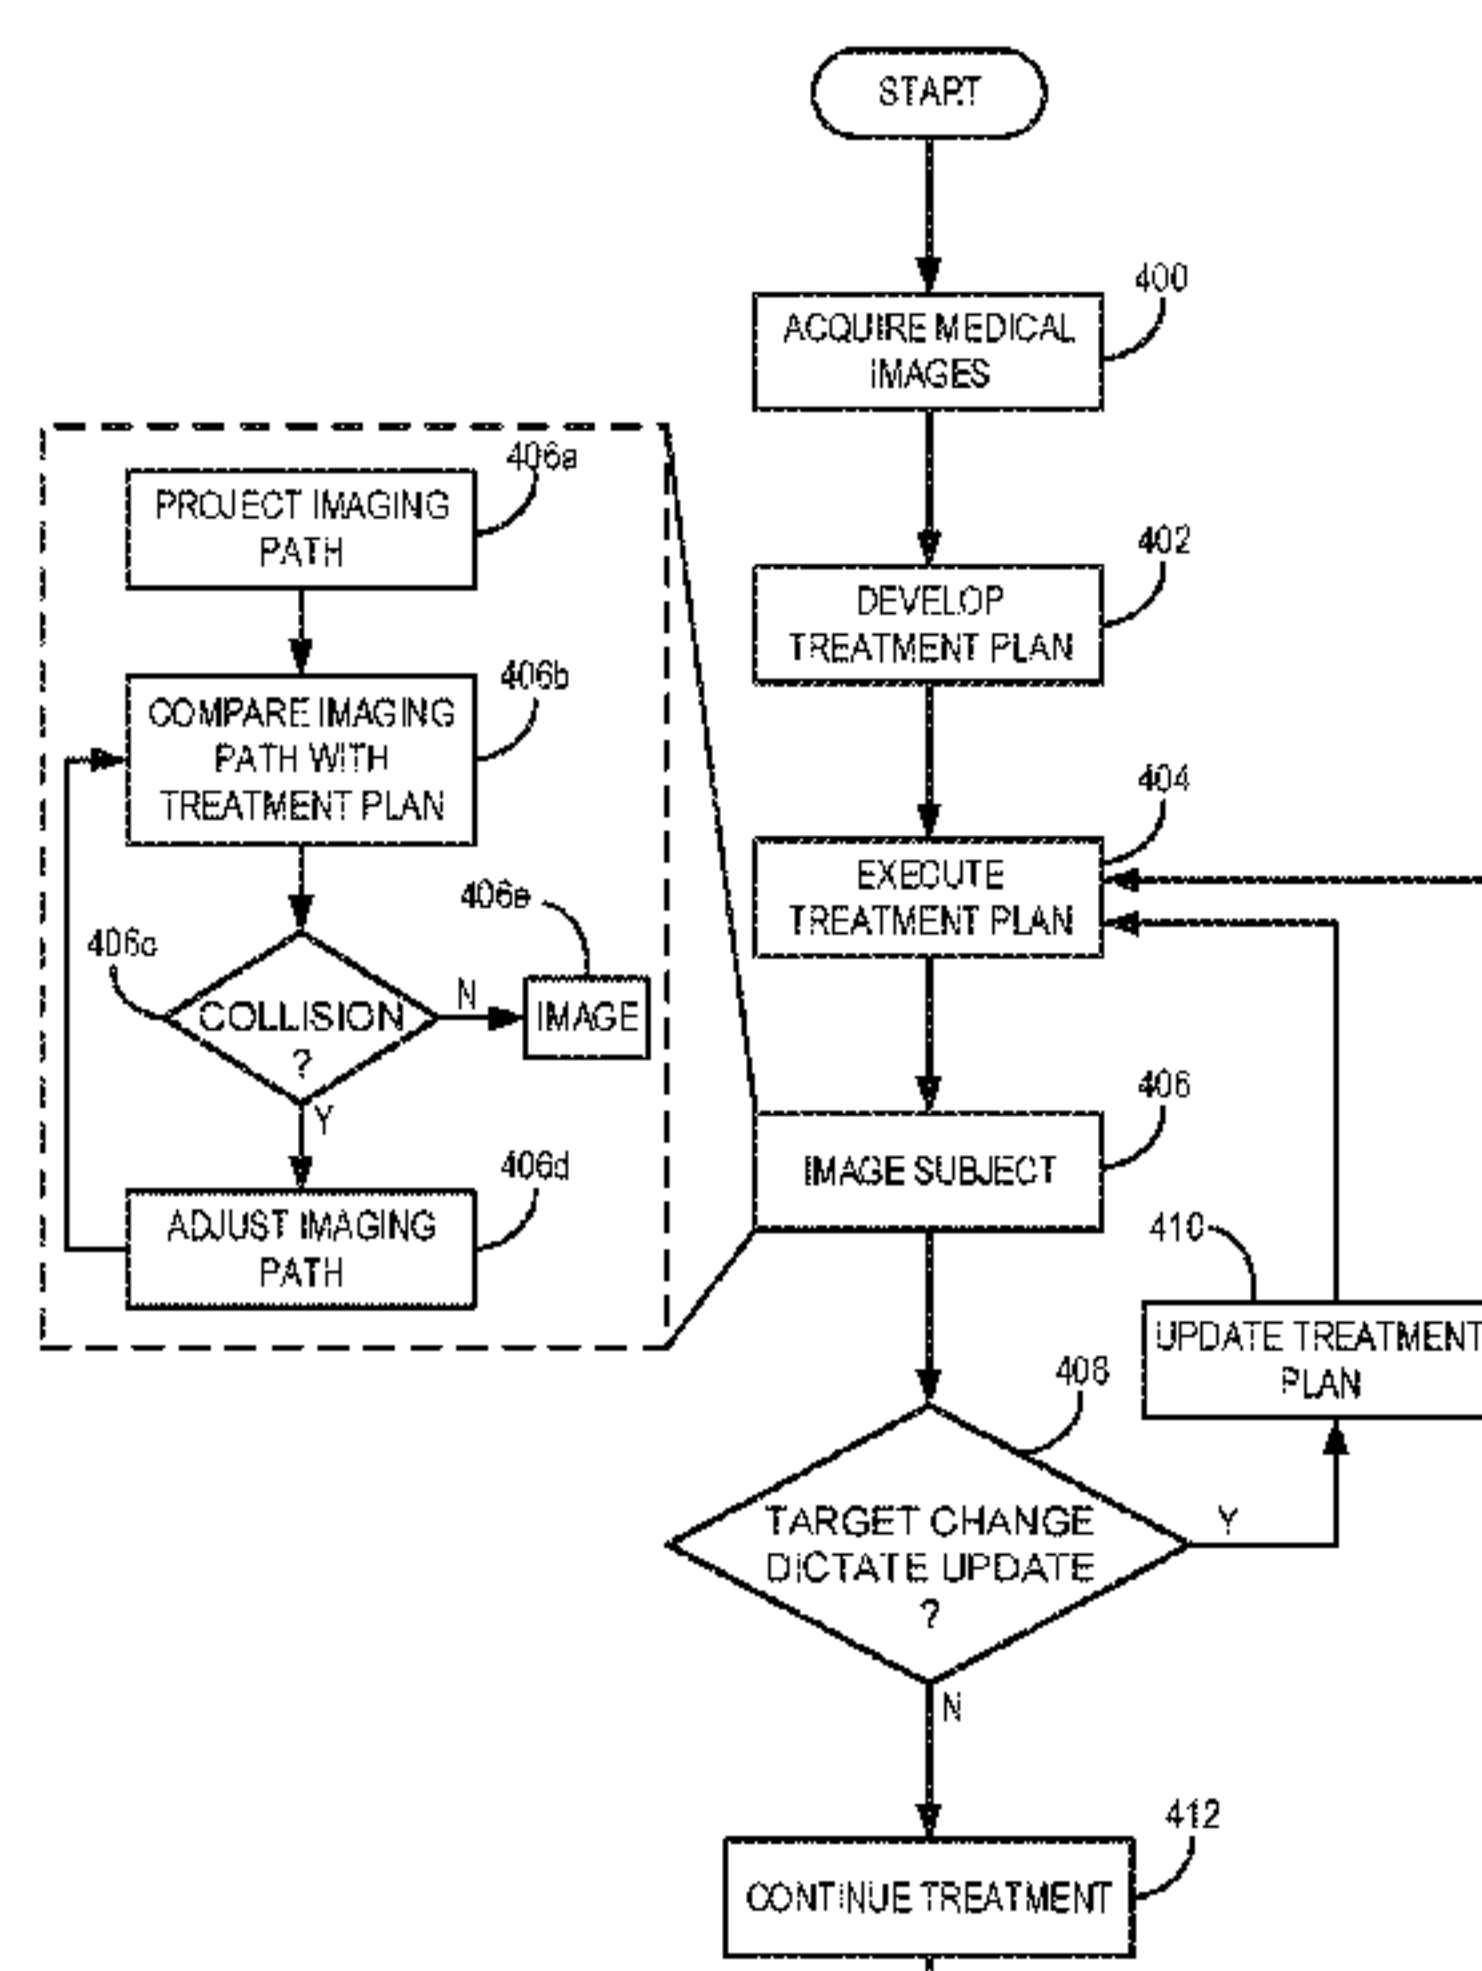 START
400
ACQUIRE MEDICAL
IMAGES
402
DEVELOP
TREATMENT PLAN
404
EXECUTE
TREATMENT PLAN
406
IMAGE SUBJECT
406a
PROJECT IMAGING
PATH
406b
COMPARE IMAGING
PATH WITH
TREATMENT PLAN
406c
COLLISION
?
N
406e
IMAGE
Y
406d
ADJUST IMAGING
PATH
408
TARGET CHANGE
DICTATE UPDATE
?
Y
410
UPDATE TREATMENT
PLAN
N
412
CONTINUE TREATMENT